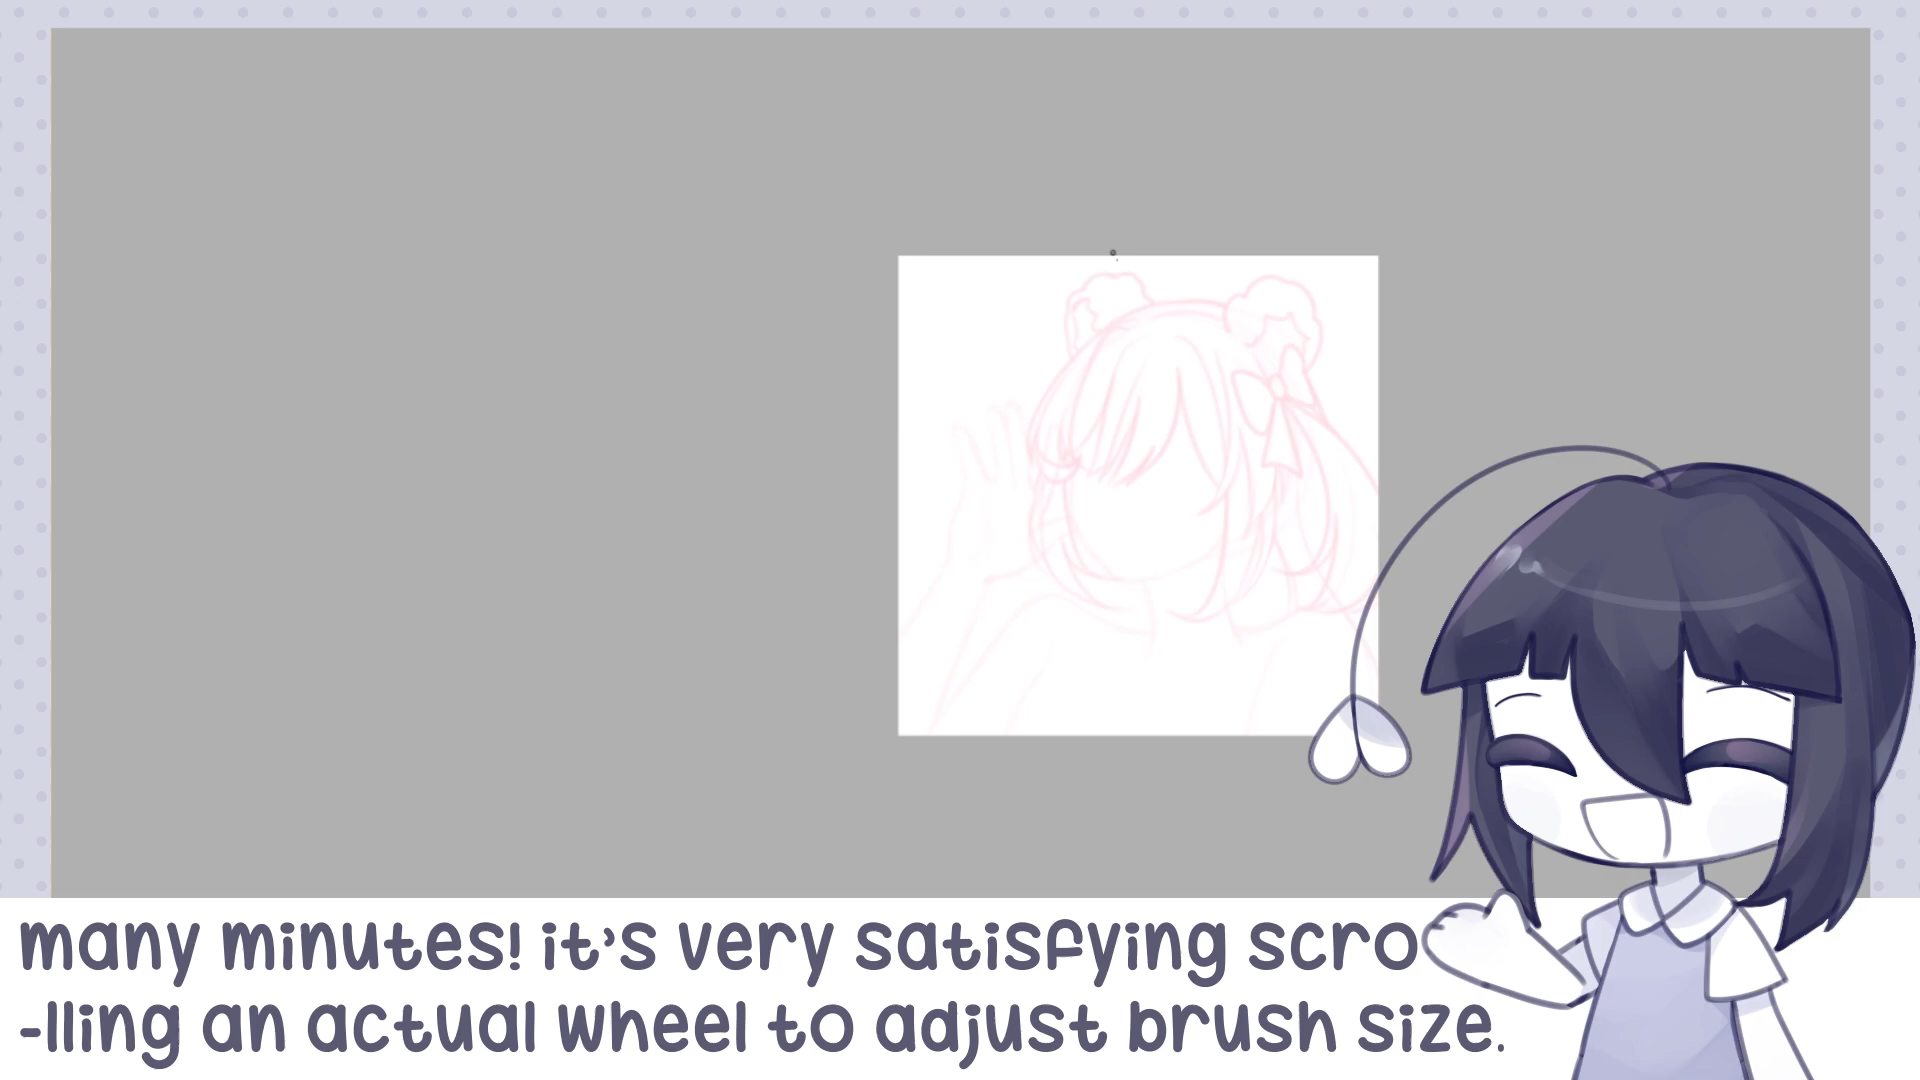 many minutes! it's very satisfying scro
-lling an actual wheel to adjust brush size.